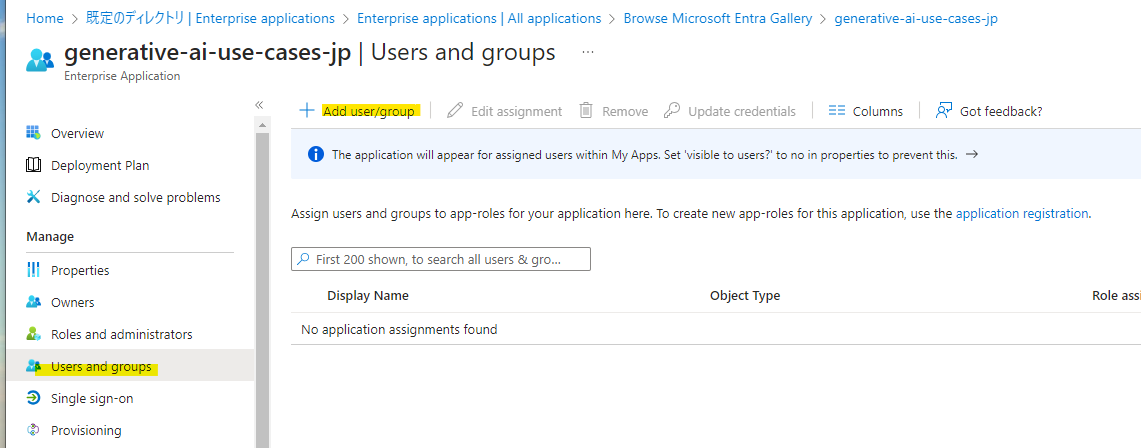 Home > 既定のディレクトリ | Enterprise applications > Enterprise applications | All applications > Browse Microsoft Entra Gallery > generative-ai-use-cases-jp
generative-ai-use-cases-jp | Users and groups ...
Enterprise Application
Overview
Deployment Plan
Diagnose and solve problems
Manage
Properties
Owners
Roles and administrators
Users and groups
Single sign-on
Provisioning
Add user/group Edit assignment Remove Update credentials Columns Got feedback?
The application will appear for assigned users within My Apps. Set 'visible to users?' to no in properties to prevent this. →
Assign users and groups to app-roles for your application here. To create new app-roles for this application, use the application registration.
First 200 shown, to search all users & gro...
Display Name Object Type Role assi
No application assignments found